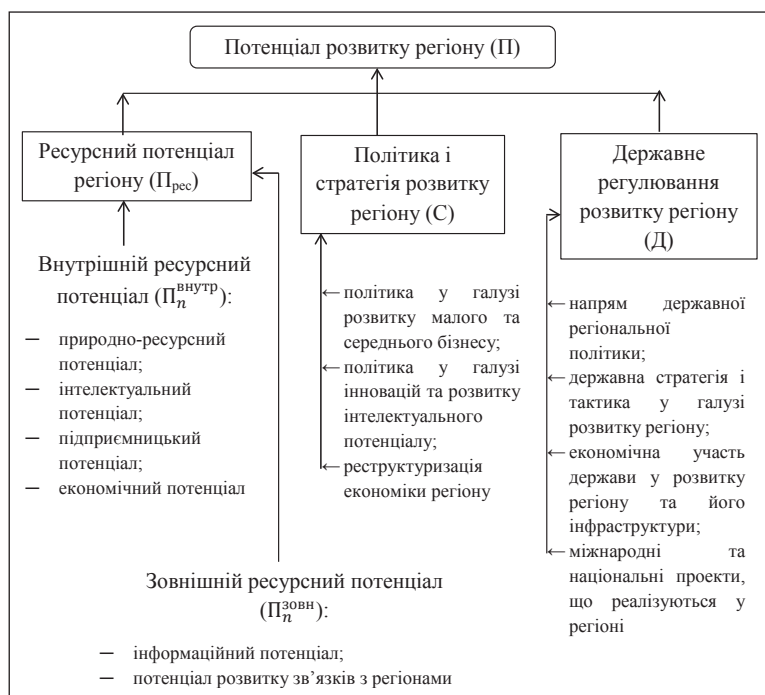 Потенціал розвитку регіону (П)
Ресурсний потенціал
регіону (Прес)
Політика і
стратегія розвитку
регіону (С)
Державне
регулювання
розвитку регіону
(Д)
Внутрішній ресурсний
потенціал (Пnвнутр):
— природно-ресурсний
потенціал;
— інтелектуальний
потенціал;
— підприємницький
потенціал;
— економічний потенціал
політика у галузі
розвитку малого та
середнього бізнесу;
політика у галузі
інновацій та розвитку
інтелектуального
потенціалу;
реструктуризація
економіки регіону
напрям державної
регіональної
політики;
державна стратегія і
тактика у галузі
розвитку регіону;
економічна участь
держави у розвитку
регіону та його
інфраструктури;
міжнародні та
національні проекти,
що реалізуються у
регіоні
Зовнішній ресурсний потенціал
(Пnзовн):
— інформаційний потенціал;
— потенціал розвитку зв’язків з регіонами